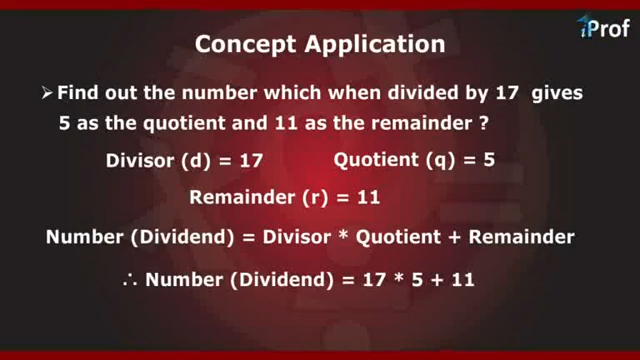 iProf
Concept Application
➢ Find out the number which when divided by 17 gives
5 as the quotient and 11 as the remainder ?
Divisor (d) = 17 Quotient (q) = 5
Remainder (r) = 11
Number (Dividend) = Divisor * Quotient + Remainder
∴ Number (Dividend) = 17 * 5 + 11